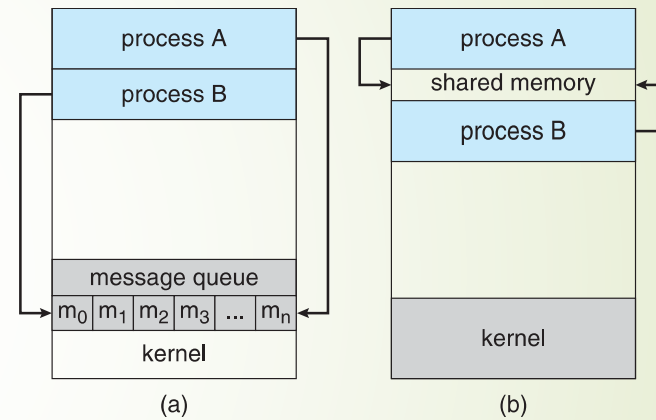 process A
process B
message queue
m0 m1 m2 m3 ... mn
kernel
(a)
process A
shared memory
process B
kernel
(b)